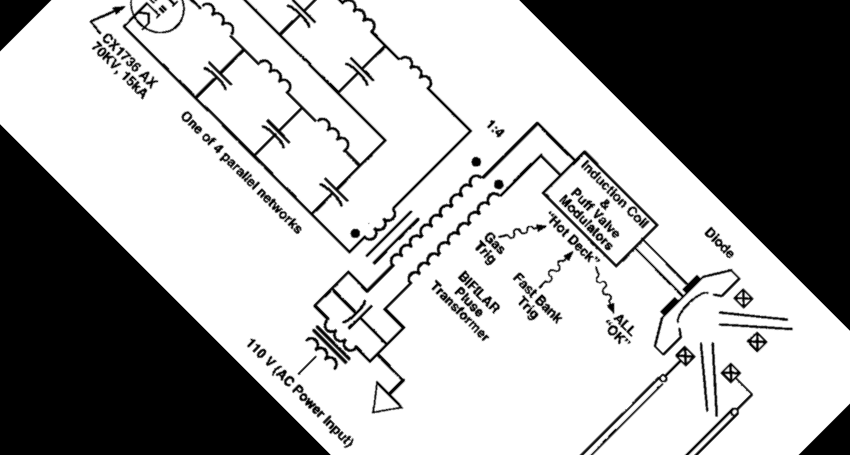 CX1736 AX
70KV, 15kA
One of 4 parallel networks
1:4
Induction Coil
&
Puff Valve
Modulators
"Hot Deck"
Gas
Trig
Fast Bank
Trig
ALL
"OK"
BIFILAR
Pluse
Transformer
Diode
110 V (AC Power Input)